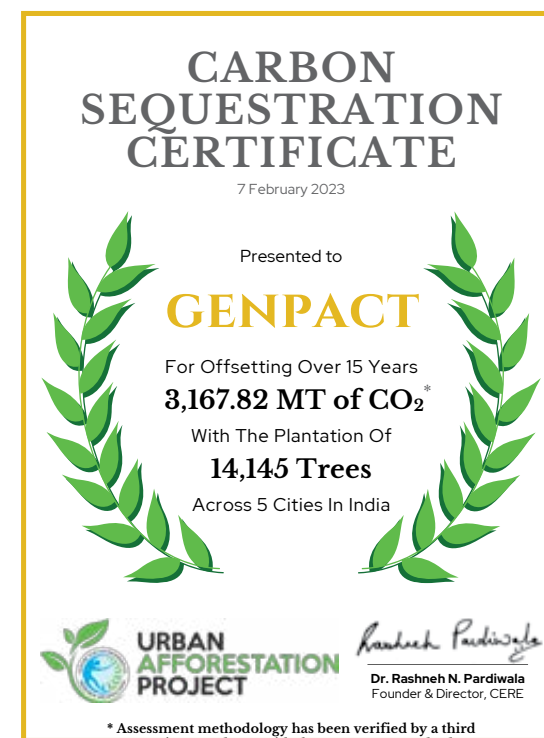 CARBON
SEQUESTRATION
CERTIFICATE
7 February 2023
Presented to
GENPACT
For Offsetting Over 15 Years
3,167.82 MT of CO₂*
With The Plantation Of
14,145 Trees
Across 5 Cities In India
URBAN
AFFORESTATION
PROJECT
Rashneh Pardiwala
Dr. Rashneh N. Pardiwala
Founder & Director, CERE
* Assessment methodology has been verified by a third